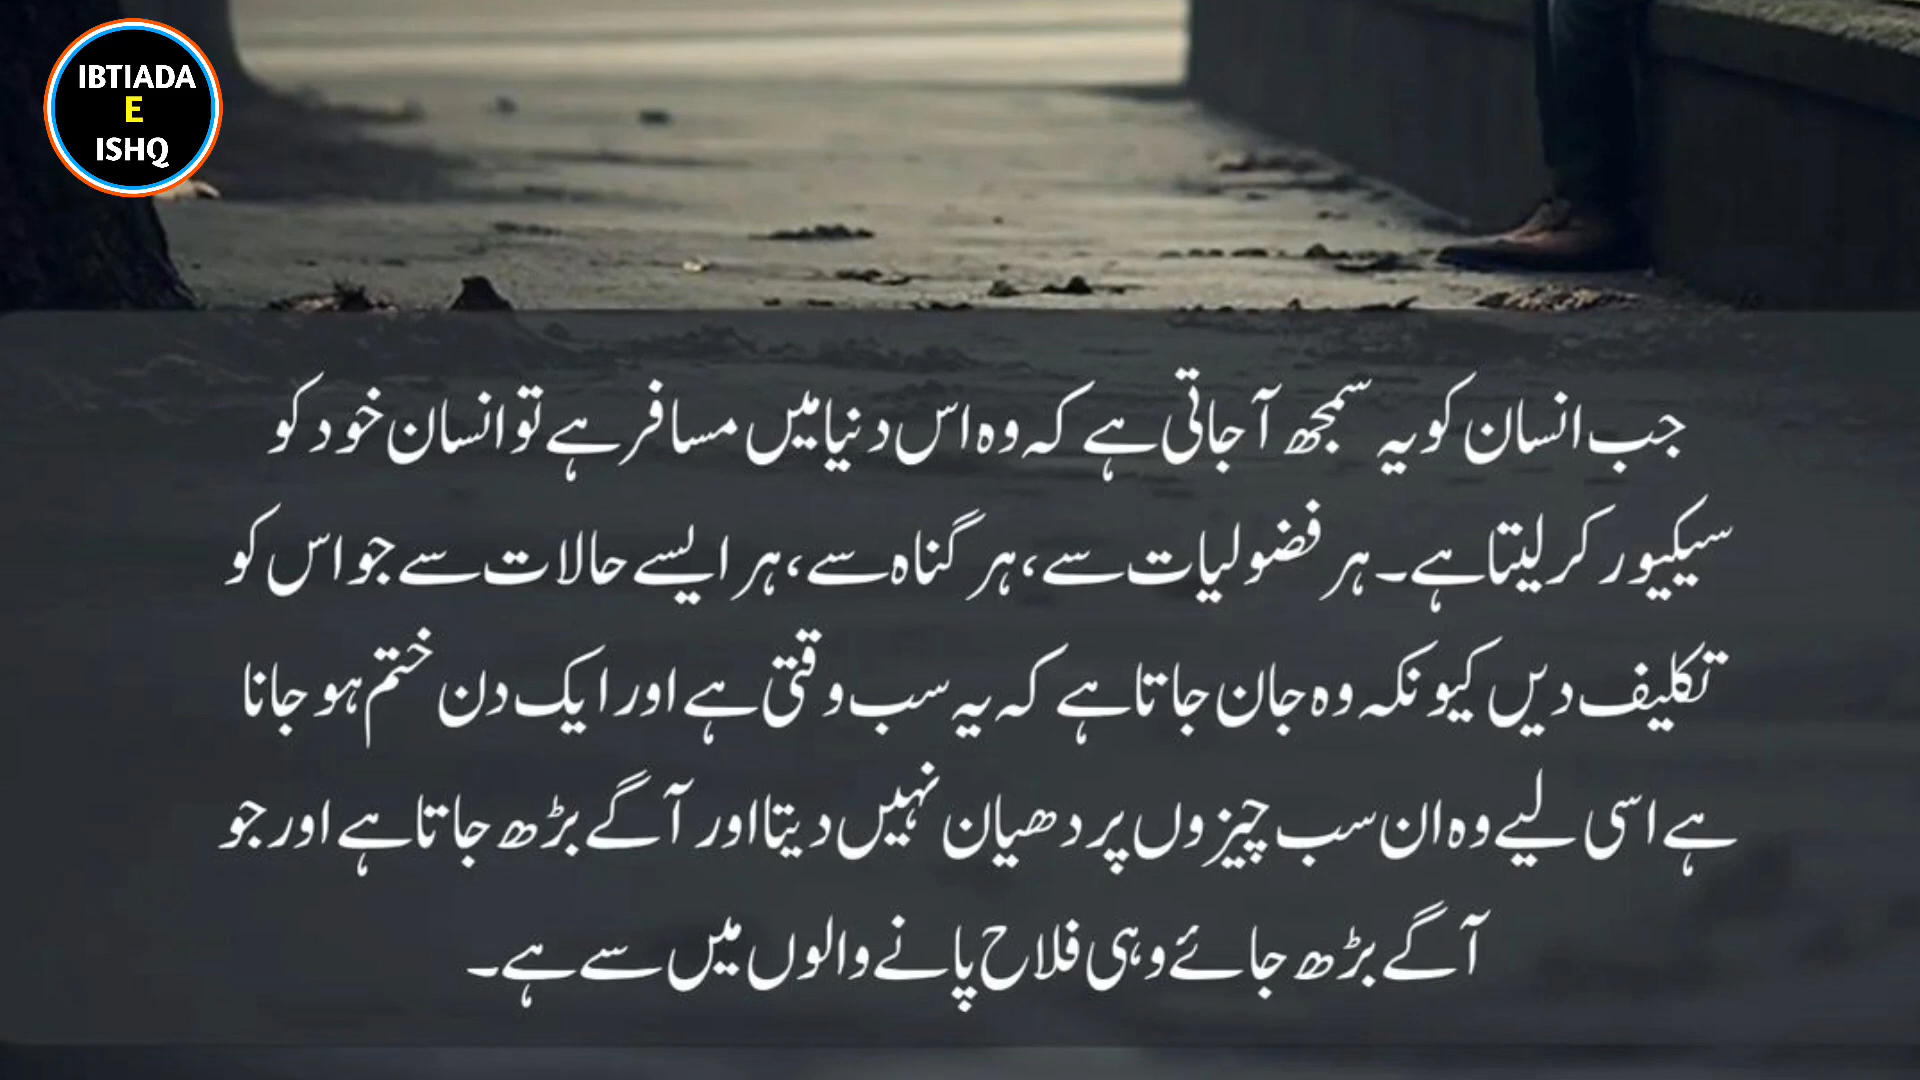 IBTIADA
E
ISHQ
جب انسان کو یہ سمجھ آ جاتی ہے کہ وہ اس دنیا میں مسافر ہے تو انسان خود کو
سیکیور کر لیتا ہے۔ ہر فضولیات سے، ہر گناہ سے، ہر ایسے حالات سے جو اس کو
تکلیف دیں کیونکہ وہ جان جاتا ہے کہ یہ سب وقتی ہے اور ایک دن ختم ہو جانا
ہے اسی لیے وہ ان سب چیزوں پر دھیان نہیں دیتا اور آگے بڑھ جاتا ہے اور جو
آگے بڑھ جائے وہی فلاح پانے والوں میں سے ہے۔